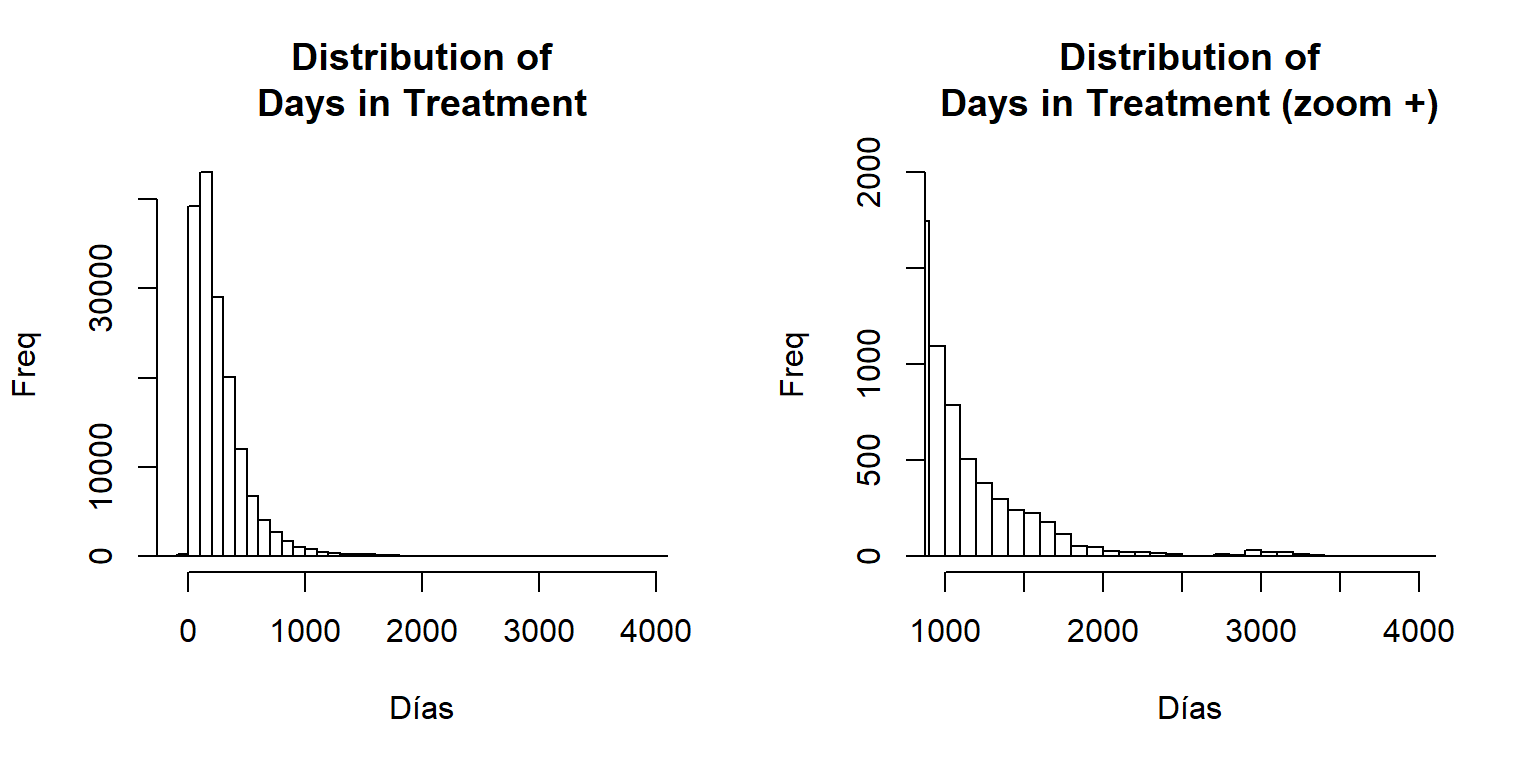 Distribution of
Days in Treatment
Freq
0
10000
30000
0
1000
2000
3000
4000
Días
Distribution of
Days in Treatment (zoom +)
Freq
0
500
1000
2000
1000
2000
3000
4000
Días